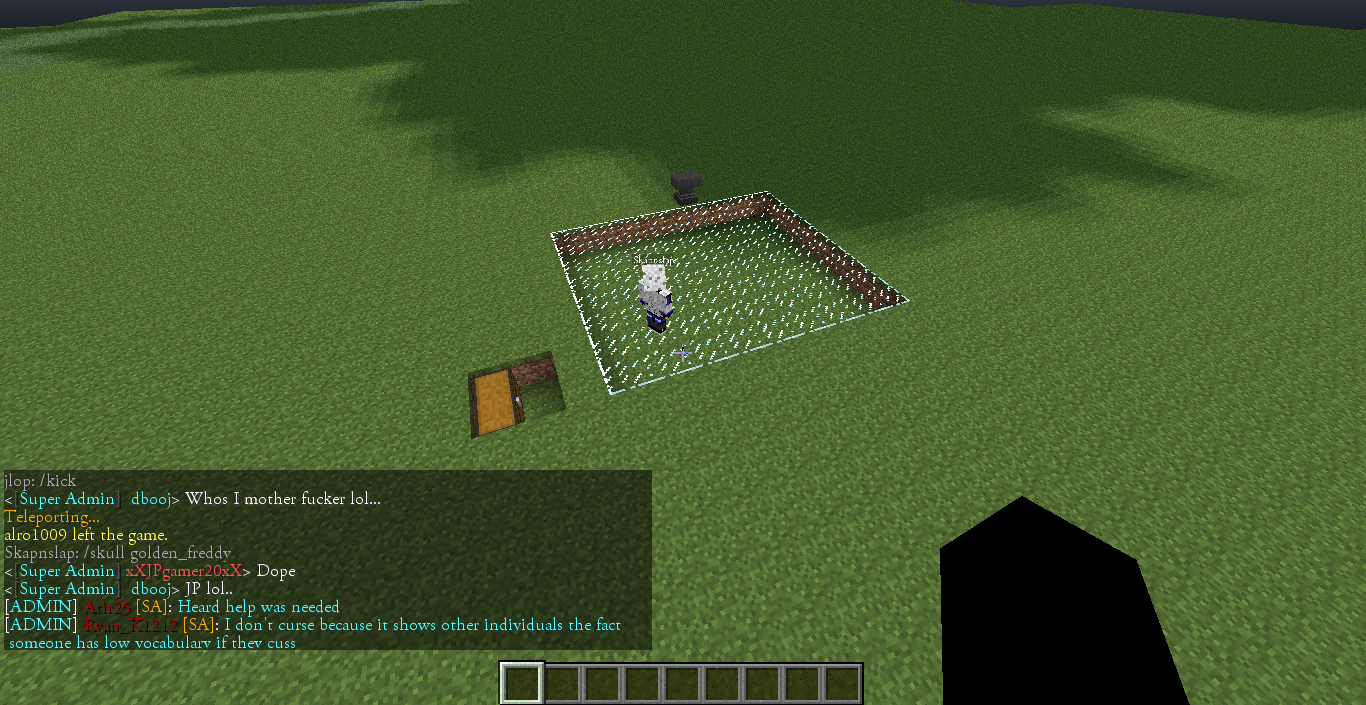 Skapnslap
jlop: /kick
<[Super Admin] dbooj> Whos I mother fucker lol...
Teleporting...
alro1009 left the game.
Skapnslap: /skull golden_freddy
<[Super Admin] xXJPgamer20xX> Dope
<[Super Admin] dbooj> JP lol..
[ADMIN] [SA]: Heard help was needed
[ADMIN] Ryan_K1212 [SA]: I don't curse because it shows other individuals the fact
someone has low vocabulary if they cuss